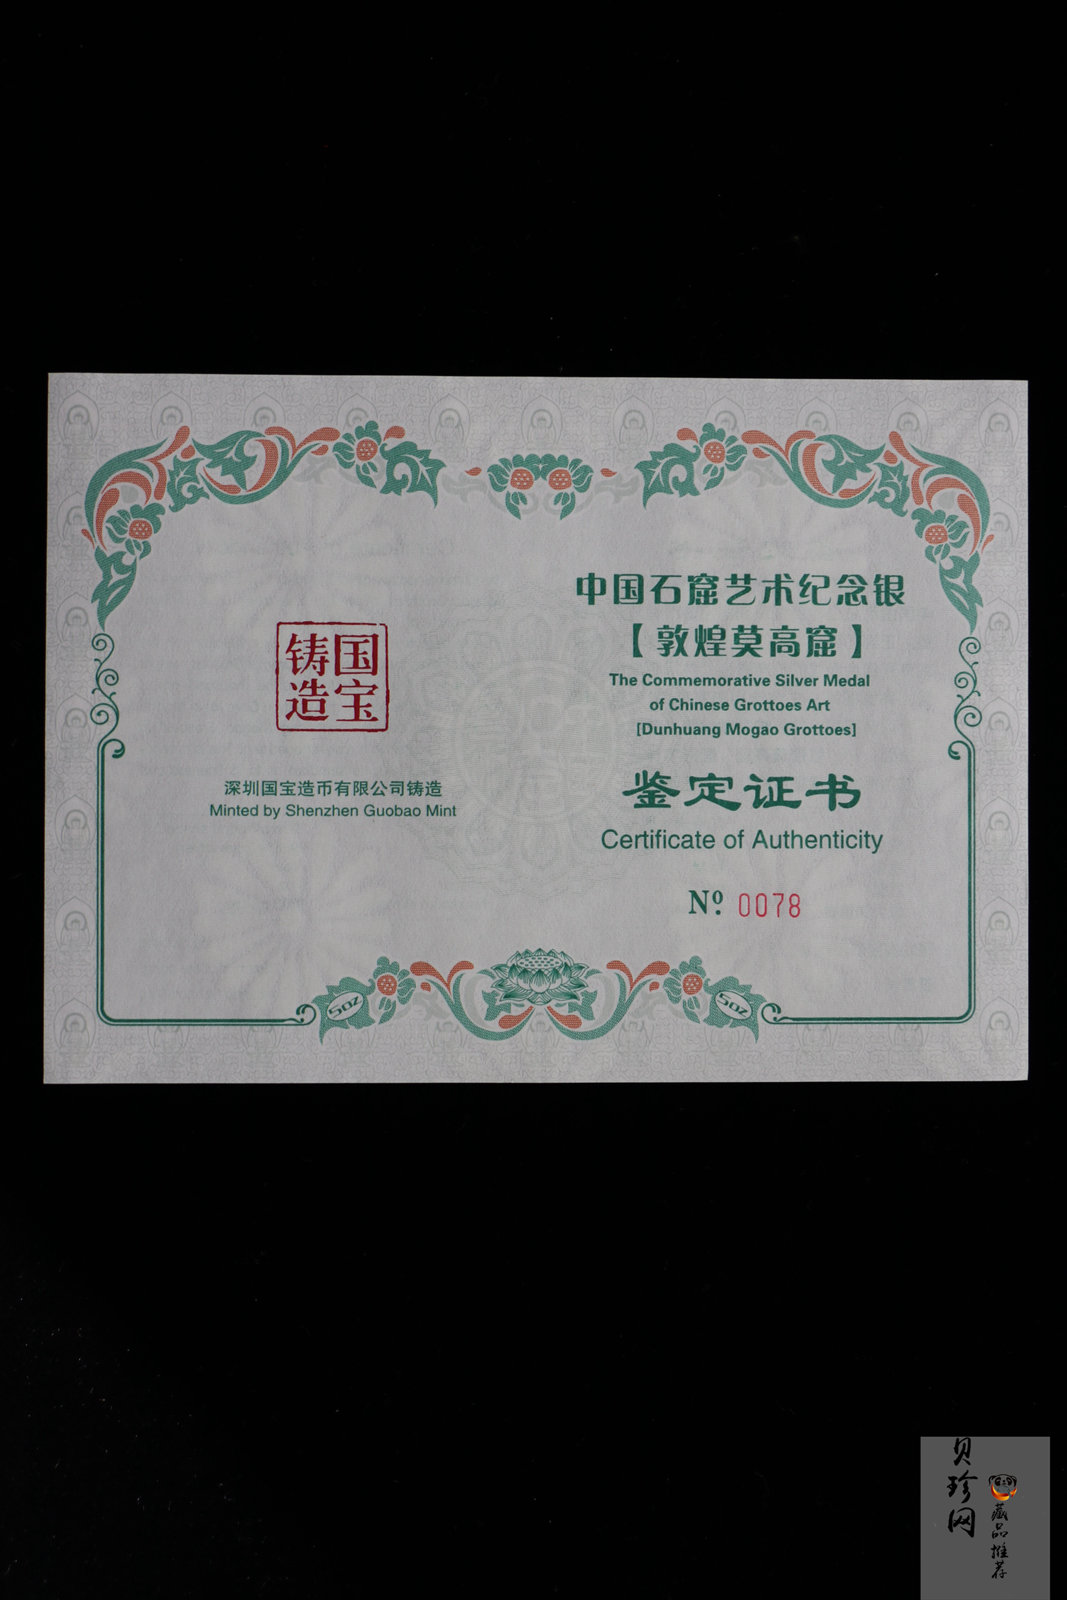 国宝
铸造
深圳国宝造币有限公司铸造
Minted by Shenzhen Guobao Mint
中国石窟艺术纪念银
【敦煌莫高窟】
The Commemorative Silver Medal
of Chinese Grottoes Art
[Dunhuang Mogao Grottoes]
鉴定证书
Certificate of Authenticity
Nº. 0078
5OZ
5OZ
贝珍网
藏品推荐